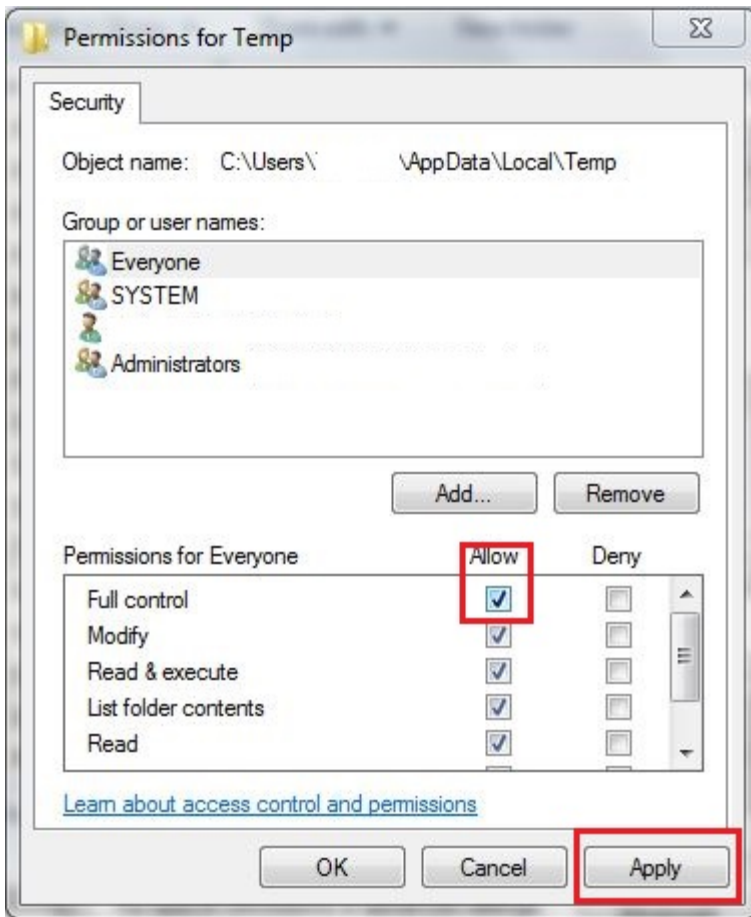 Permissions for Temp
Security
Object name: C:\Users\ \AppData\Local\Temp
Group or user names:
Everyone
SYSTEM
Administrators
Add... Remove
Permissions for Everyone Allow Deny
Full control
Modify
Read & execute
List folder contents
Read
Learn about access control and permissions
OK Cancel Apply